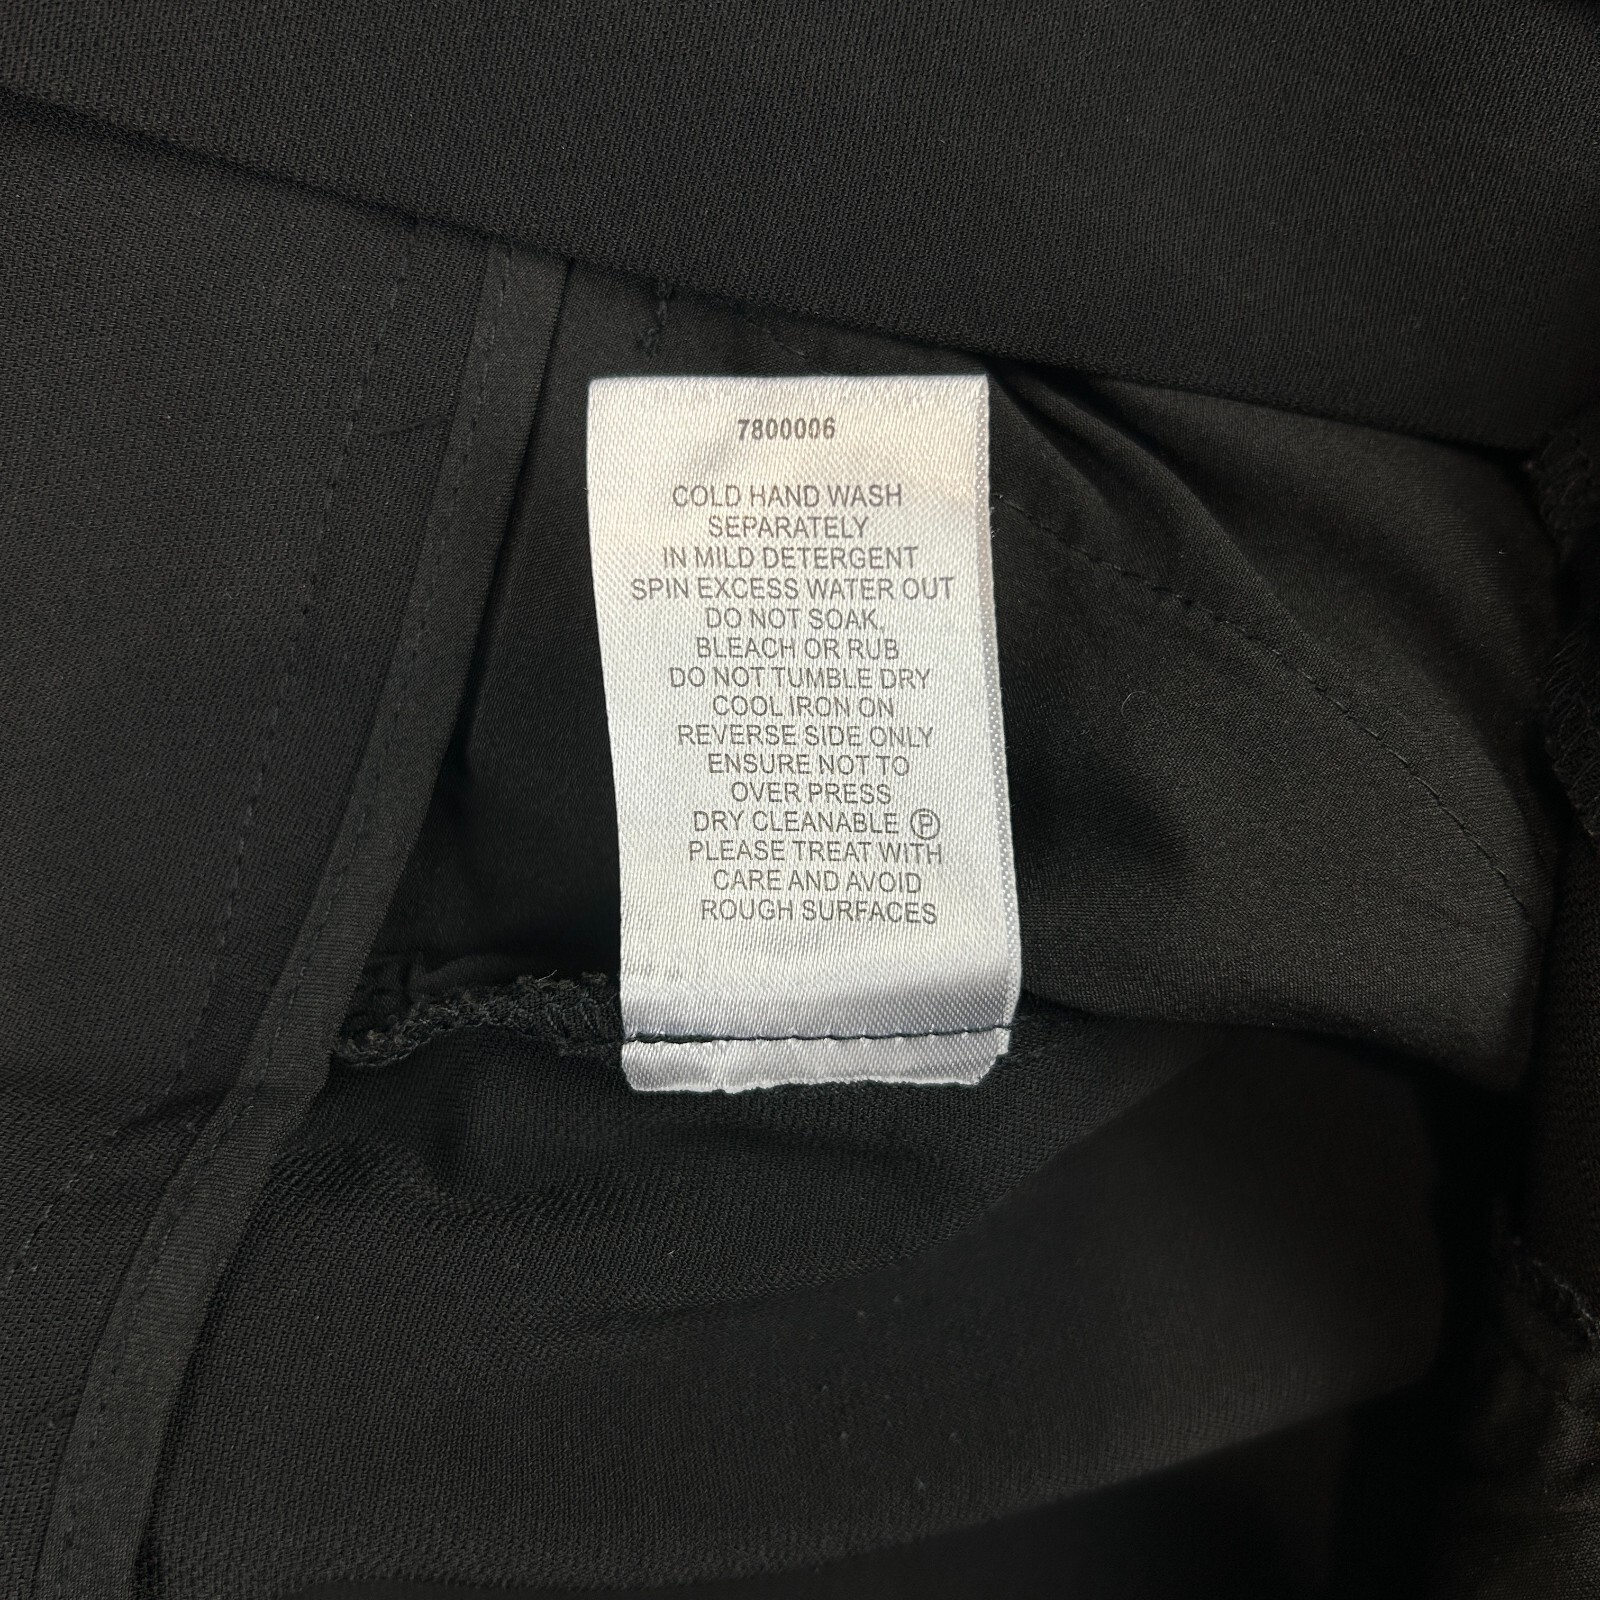 7800006
COLD HAND WASH
SEPARATELY
IN MILD DETERGENT
SPIN EXCESS WATER OUT
DO NOT SOAK,
BLEACH OR RUB
DO NOT TUMBLE DRY
COOL IRON ON
REVERSE SIDE ONLY
ENSURE NOT TO
OVER PRESS
DRY CLEANABLE Ⓟ
PLEASE TREAT WITH
CARE AND AVOID
ROUGH SURFACES